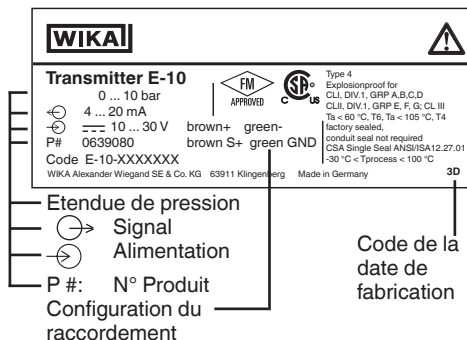 WIKAI
Transmitter E-10
0 ... 10 bar
4 ... 20 mA
10 ... 30 V
P# 0639080
Code E-10-XXXXXXX
brown+ green-
brown S+ green GND
FM
APPROVED
SA
C US
Type 4
Explosionproof for
CLI, DIV.1, GRP A,B,C,D
CLII, DIV.1, GRP E, F, G; CL III
Ta < 60 °C, T6, Ta < 105 °C, T4
factory sealed,
conduit seal not required
CSA Single Seal ANSI/ISA12.27.01
-30 °C < Tprocess < 100 °C
WIKA Alexander Wiegand SE & Co. KG 63911 Klingenberg Made in Germany
3D
Etendue de pression
Signal
Alimentation
P #: N° Produit
Configuration du
raccordement
Code de la
date de
fabrication